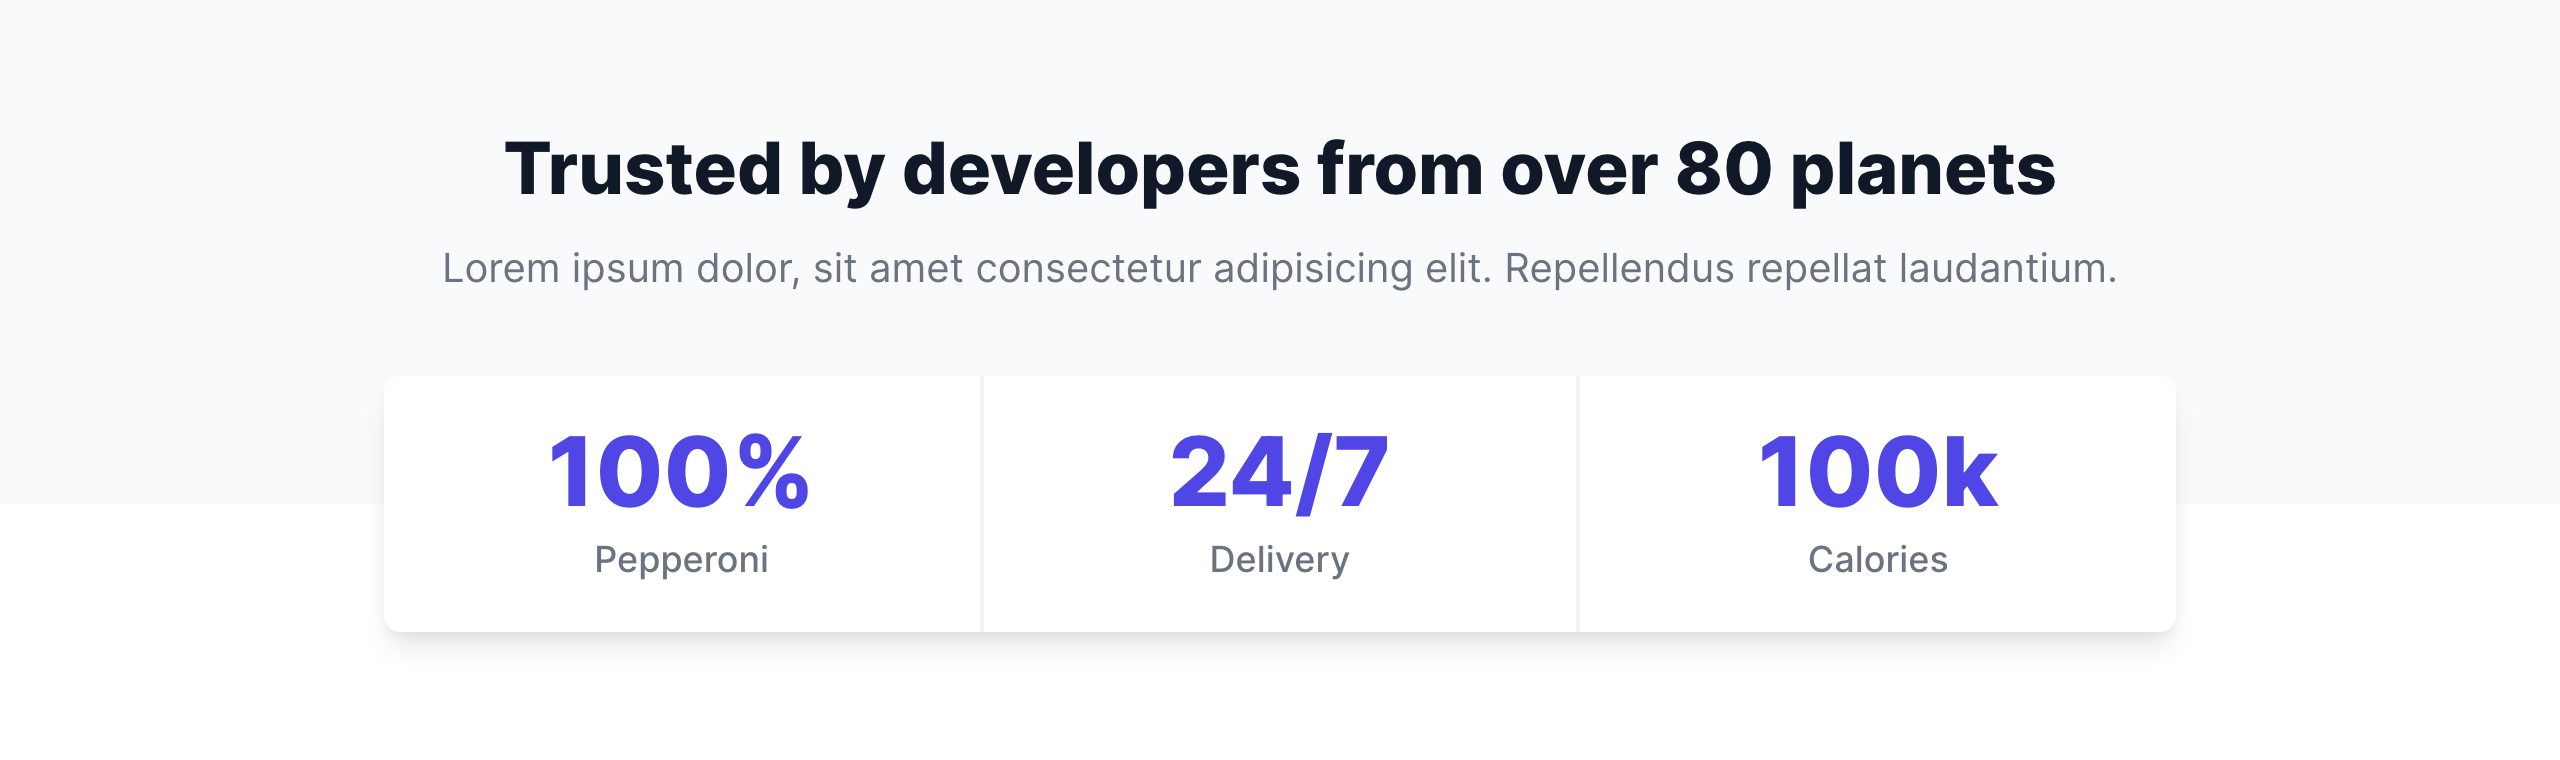 Trusted by developers from over 80 planets
Lorem ipsum dolor, sit amet consectetur adipisicing elit. Repellendus repellat laudantium.
100%
Pepperoni
24/7
Delivery
100k
Calories